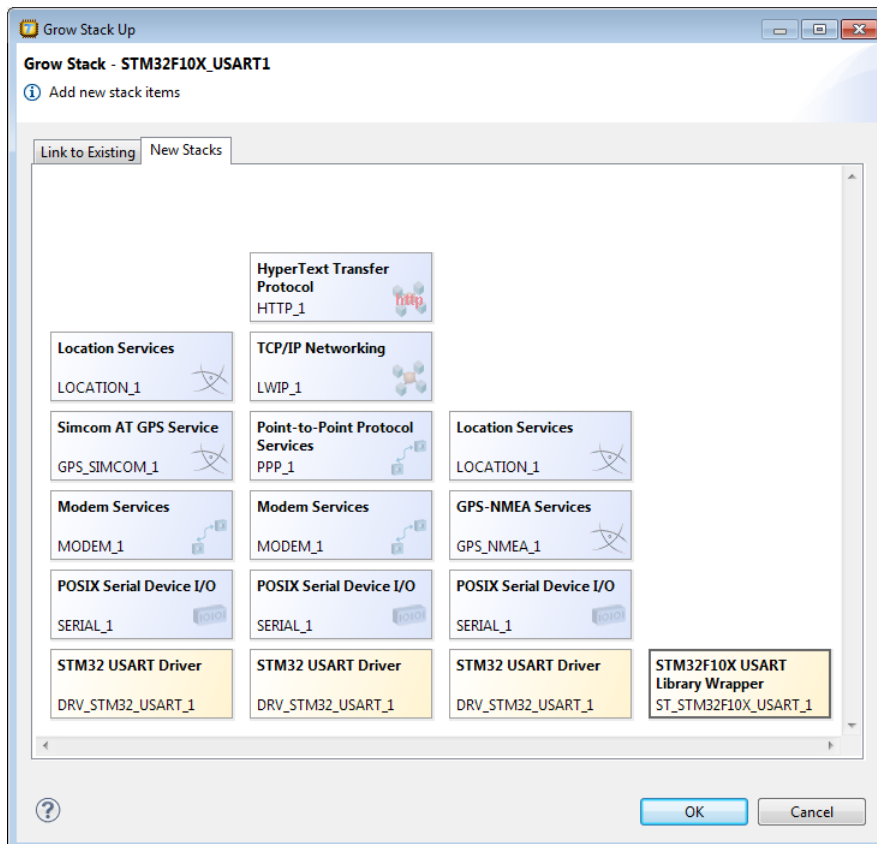 Grow Stack Up
Grow Stack - STM32F10X_USART1
Add new stack items
Link to Existing
New Stacks
HyperText Transfer
Protocol
HTTP_1
http
Location Services
LOCATION_1
TCP/IP Networking
LWIP_1
Simcom AT GPS Service
GPS_SIMCOM_1
Point-to-Point Protocol
Services
PPP_1
Location Services
LOCATION_1
Modem Services
MODEM_1
Modem Services
MODEM_1
GPS-NMEA Services
GPS_NMEA_1
POSIX Serial Device I/O
SERIAL_1
10101
POSIX Serial Device I/O
SERIAL_1
10101
POSIX Serial Device I/O
SERIAL_1
10101
STM32 USART Driver
DRV_STM32_USART_1
STM32 USART Driver
DRV_STM32_USART_1
STM32 USART Driver
DRV_STM32_USART_1
STM32F10X USART
Library Wrapper
ST_STM32F10X_USART_1
?
OK
Cancel